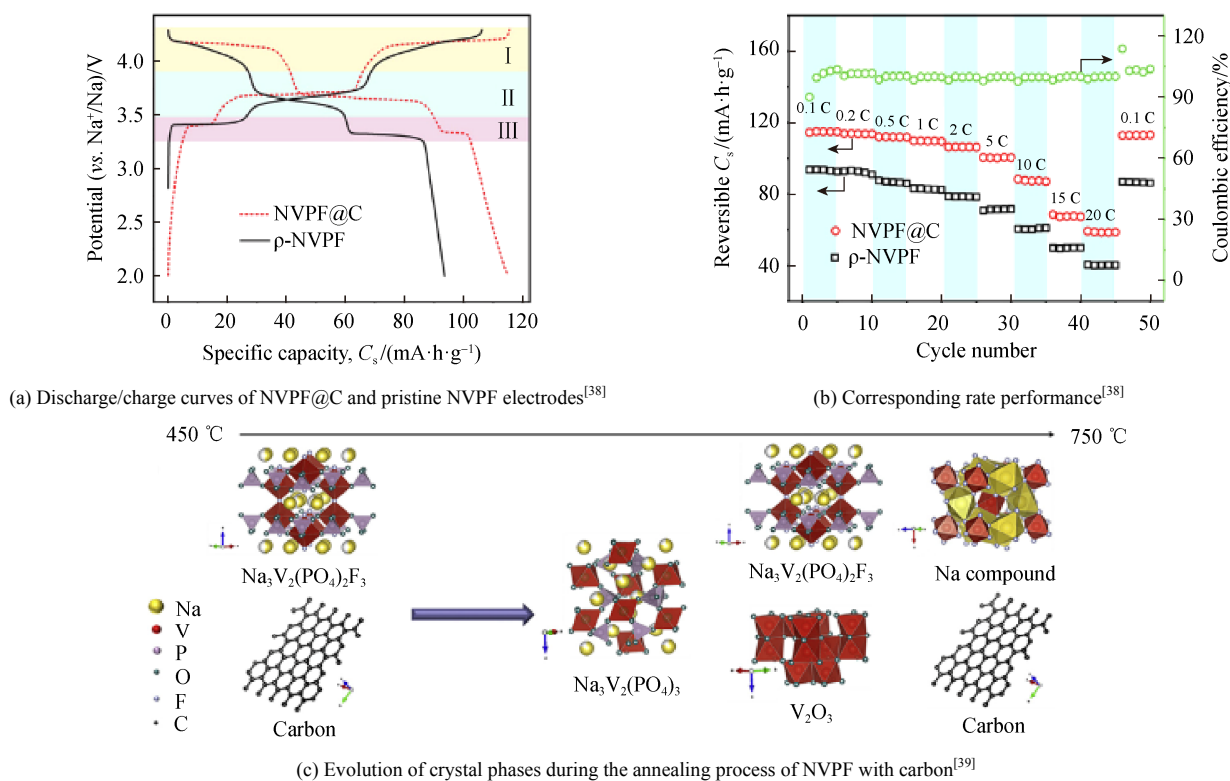 4.0
3.5
3.0
2.5
2.0
Potential (vs. Na⁺/Na)/V
I
II
III
NVPF@C
ρ-NVPF
0 20 40 60 80 100 120
Specific capacity, Cₛ/(mA·h·g⁻¹)
(a) Discharge/charge curves of NVPF@C and pristine NVPF electrodes[38]
160
120
80
40
Reversible Cₛ/(mA·h·g⁻¹)
0.1 C 0.2 C 0.5 C 1 C 2 C 5 C 10 C 15 C 20 C 0.1 C
NVPF@C
ρ-NVPF
120
90
60
30
0
Coulombic efficiency/%
0 10 20 30 40 50
Cycle number
(b) Corresponding rate performance[38]
450 ℃ 750 ℃
Na₃V₂(PO₄)₂F₃
Na
V
P
O
F
C
Carbon
Na₃V₂(PO₄)₃
Na₃V₂(PO₄)₂F₃
V₂O₃
Na compound
Carbon
(c) Evolution of crystal phases during the annealing process of NVPF with carbon[39]